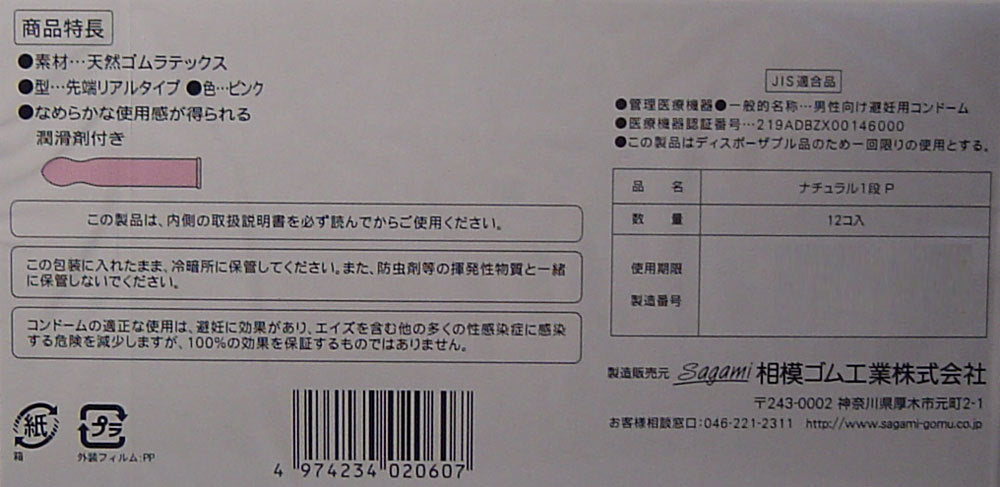 商品特長
●素材…天然ゴムラテックス
●型…先端リアルタイプ ●色…ピンク
●なめらかな使用感が得られる
潤滑剤付き
この製品は、内側の取扱説明書を必ず読んでからご使用ください。
この包装に入れたまま、冷暗所に保管してください。また、防虫剤等の揮発性物質と一緒
に保管しないでください。
コンドームの適正な使用は、避妊に効果があり、エイズを含む他の多くの性感染症に感染
する危険を減少しますが、100%の効果を保証するものではありません。
紙
箱
プラ
外装フィルム:PP
4 974234 020607
JIS適合品
●管理医療機器●一般的名称…男性向け避妊用コンドーム
●医療機器認証番号…219ADBZX00146000
●この製品はディスポーザブル品のため一回限りの使用とする。
品名 ナチュラル1段 P
数量 12コ入
使用期限
製造番号
製造販売元 Sagami 相模ゴム工業株式会社
〒243-0002 神奈川県厚木市元町2-1
お客様相談窓口:046-221-2311 http://www.sagami-gomu.co.jp